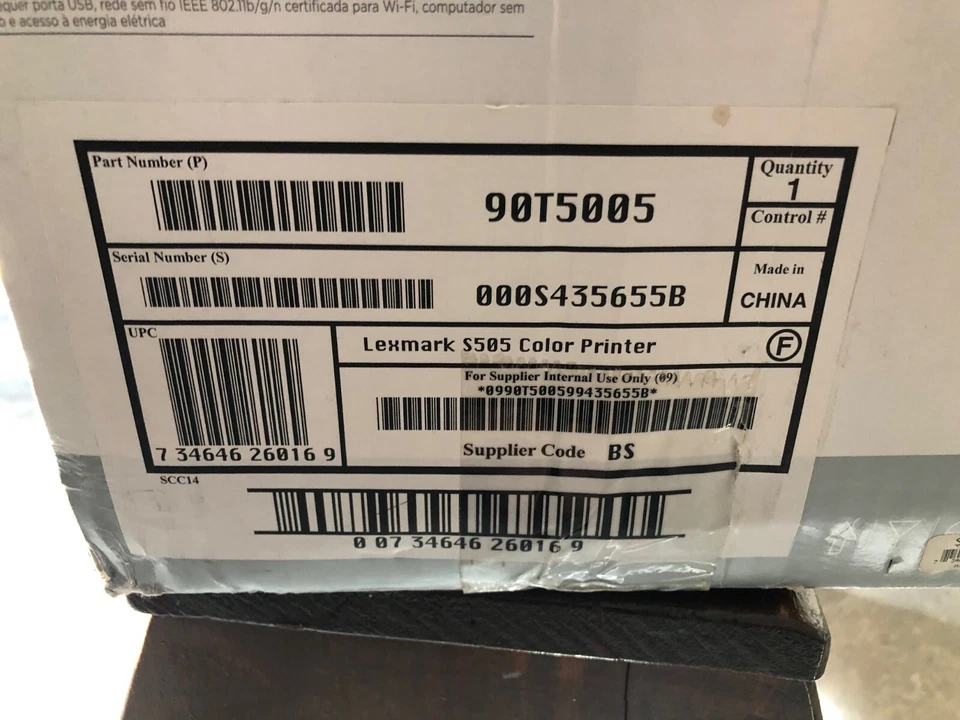 equer porta USB, rede sem fio IEEE 802.11b/g/n certificada para Wi-Fi, computador sem
b e acesso à energia elétrica
Part Number (P)
90T5005
Quantity
1
Control #
Serial Number (S)
000S435655B
Made in
CHINA
UPC
7 34646 26016 9
Lexmark S505 Color Printer
F
For Supplier Internal Use Only (09)
*0990T500599435655B*
Supplier Code BS
SCC14
0 07 34646 26016 9